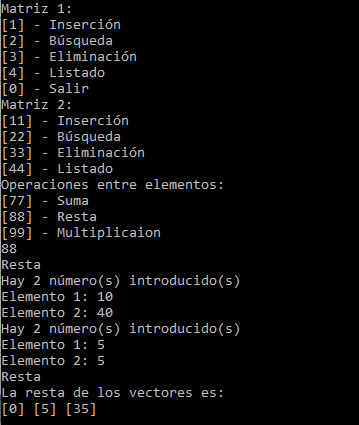 Matriz 1:
[1] - Inserción
[2] - Búsqueda
[3] - Eliminación
[4] - Listado
[0] - Salir
Matriz 2:
[11] - Inserción
[22] - Búsqueda
[33] - Eliminación
[44] - Listado
Operaciones entre elementos:
[77] - Suma
[88] - Resta
[99] - Multiplicaion
88
Resta
Hay 2 número(s) introducido(s)
Elemento 1: 10
Elemento 2: 40
Hay 2 número(s) introducido(s)
Elemento 1: 5
Elemento 2: 5
Resta
La resta de los vectores es:
[0] [5] [35]